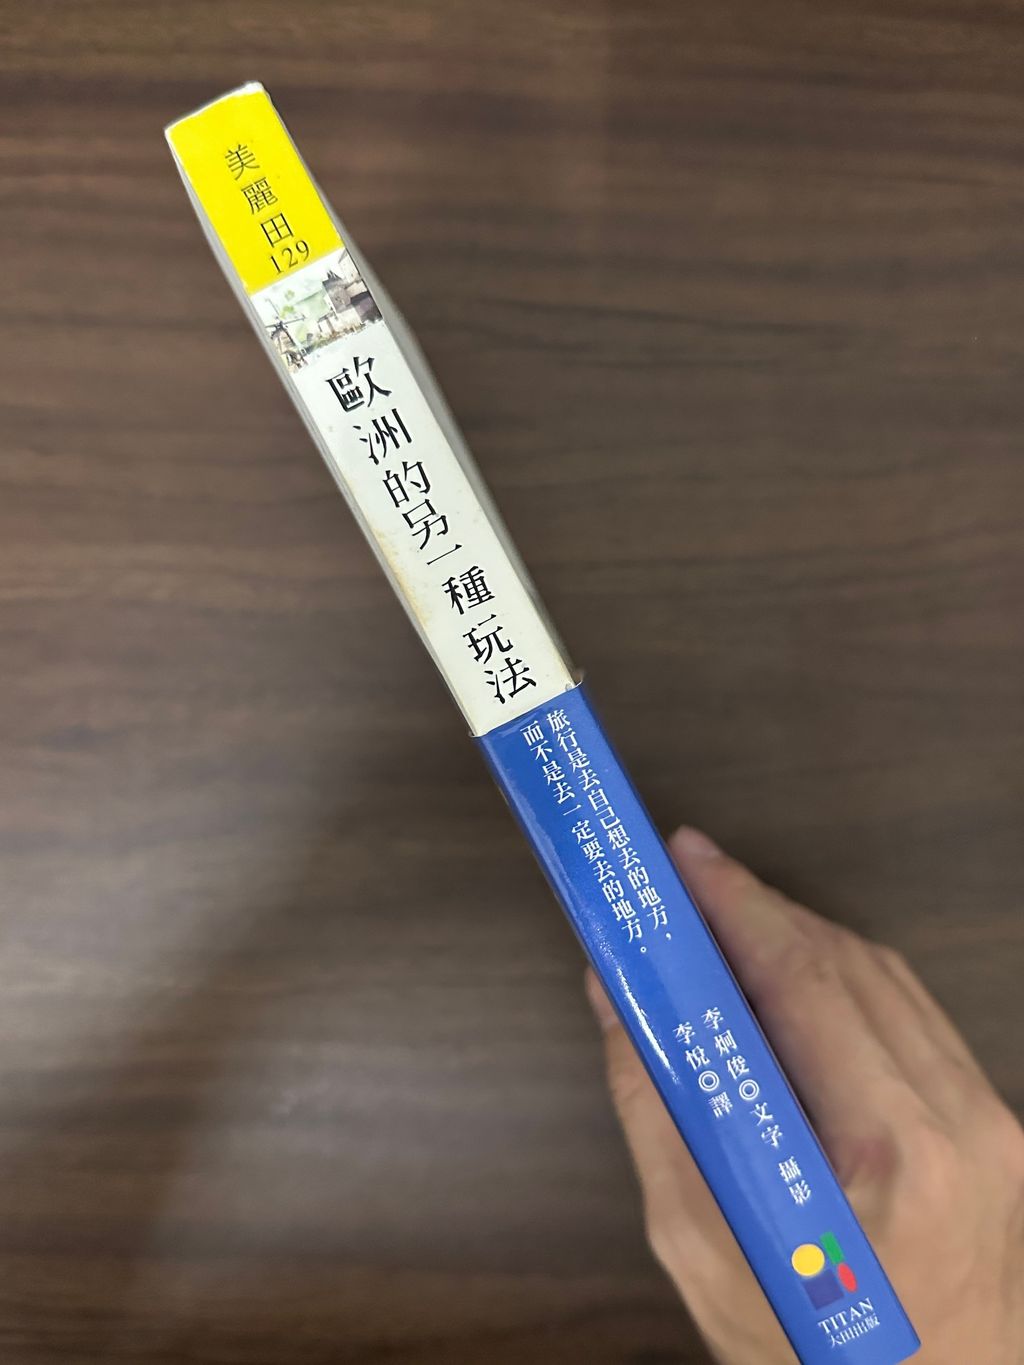 美麗田
129
歐洲的另一種玩法
旅行是去自己想去的地方，
而不是去一定要去的地方。
李炯俊◎文字 攝影
李悅◎譯
TITAN
大田出版